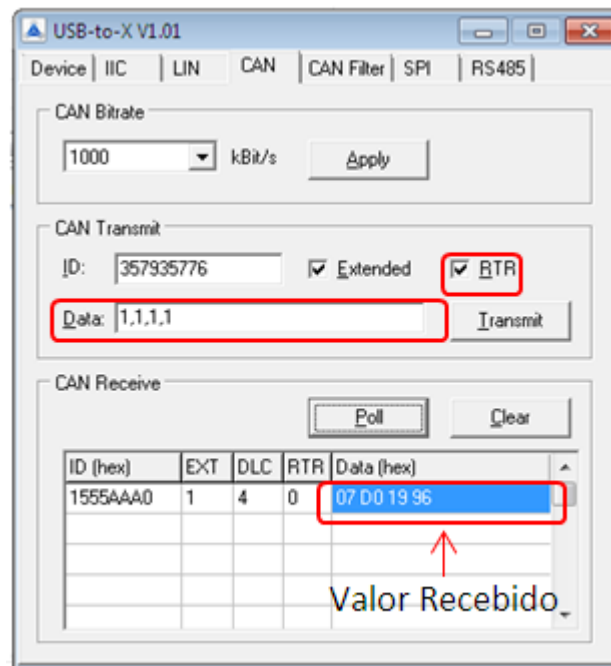 USB-to-X V1.01
Device IIC LIN CAN CAN Filter SPI RS485
CAN Bitrate
1000 kBit/s Apply
CAN Transmit
ID: 357935776 Extended RTR
Data: 1,1,1,1 Transmit
CAN Receive
Poll Clear
ID (hex) EXT DLC RTR Data (hex)
1555AAA0 1 4 0 07 D0 19 96
Valor Recebido